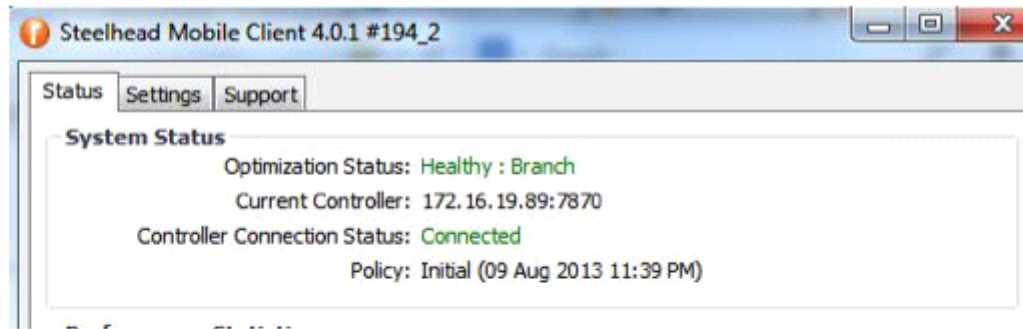 Steelhead Mobile Client 4.0.1 #194_2
Status Settings Support
System Status
Optimization Status: Healthy : Branch
Current Controller: 172.16.19.89:7870
Controller Connection Status: Connected
Policy: Initial (09 Aug 2013 11:39 PM)